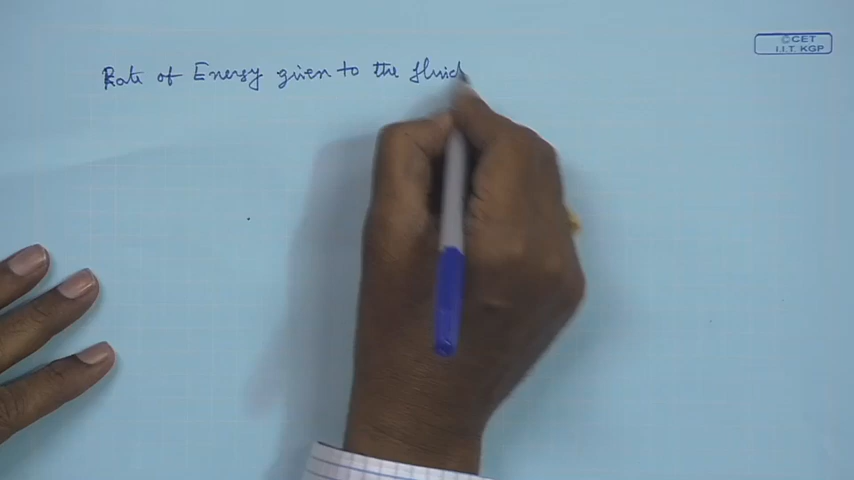 ©CET
I.I.T. KGP
Rate of Energy given to the fluid